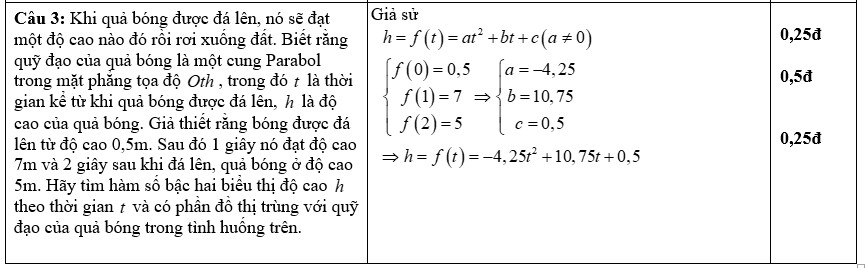 Câu 3: Khi quả bóng được đá lên, nó sẽ đạt
một độ cao nào đó rồi rơi xuống đất. Biết rằng
quỹ đạo của quả bóng là một cung Parabol
trong mặt phẳng tọa độ Oth , trong đó t là thời
gian kể từ khi quả bóng được đá lên, h là độ
cao của quả bóng. Giả thiết rằng bóng được đá
lên từ độ cao 0,5m. Sau đó 1 giây nó đạt độ cao
7m và 2 giây sau khi đá lên, quả bóng ở độ cao
5m. Hãy tìm hàm số bậc hai biểu thị độ cao h
theo thời gian t và có phần đồ thị trùng với quỹ
đạo của quả bóng trong tình huống trên.
Giả sử
h = f(t) = at² + bt + c (a ≠ 0)
{ f(0) = 0,5 { a = −4,25
{ f(1) = 7 ⇒ { b = 10,75
{ f(2) = 5 { c = 0,5
⇒ h = f(t) = −4,25t² + 10,75t + 0,5
0,25đ
0,5đ
0,25đ